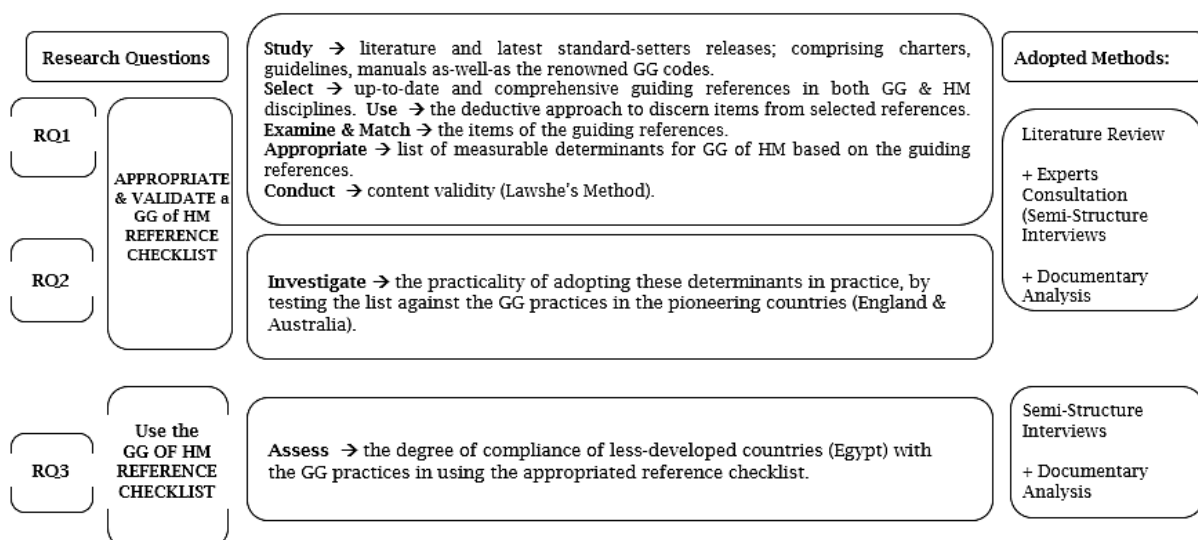 Research Questions
RQ1
RQ2
RQ3
APPROPRIATE
& VALIDATE a
GG of HM
REFERENCE
CHECKLIST
Use the
GG OF HM
REFERENCE
CHECKLIST
Study → literature and latest standard-setters releases; comprising charters,
guidelines, manuals as-well-as the renowned GG codes.
Select → up-to-date and comprehensive guiding references in both GG & HM
disciplines. Use → the deductive approach to discern items from selected references.
Examine & Match → the items of the guiding references.
Appropriate → list of measurable determinants for GG of HM based on the guiding
references.
Conduct → content validity (Lawshe's Method).
Investigate → the practicality of adopting these determinants in practice, by
testing the list against the GG practices in the pioneering countries (England &
Australia).
Assess → the degree of compliance of less-developed countries (Egypt) with
the GG practices in using the appropriated reference checklist.
Adopted Methods:
Literature Review
+ Experts
Consultation
(Semi-Structure
Interviews
+ Documentary
Analysis
Semi-Structure
Interviews
+ Documentary
Analysis